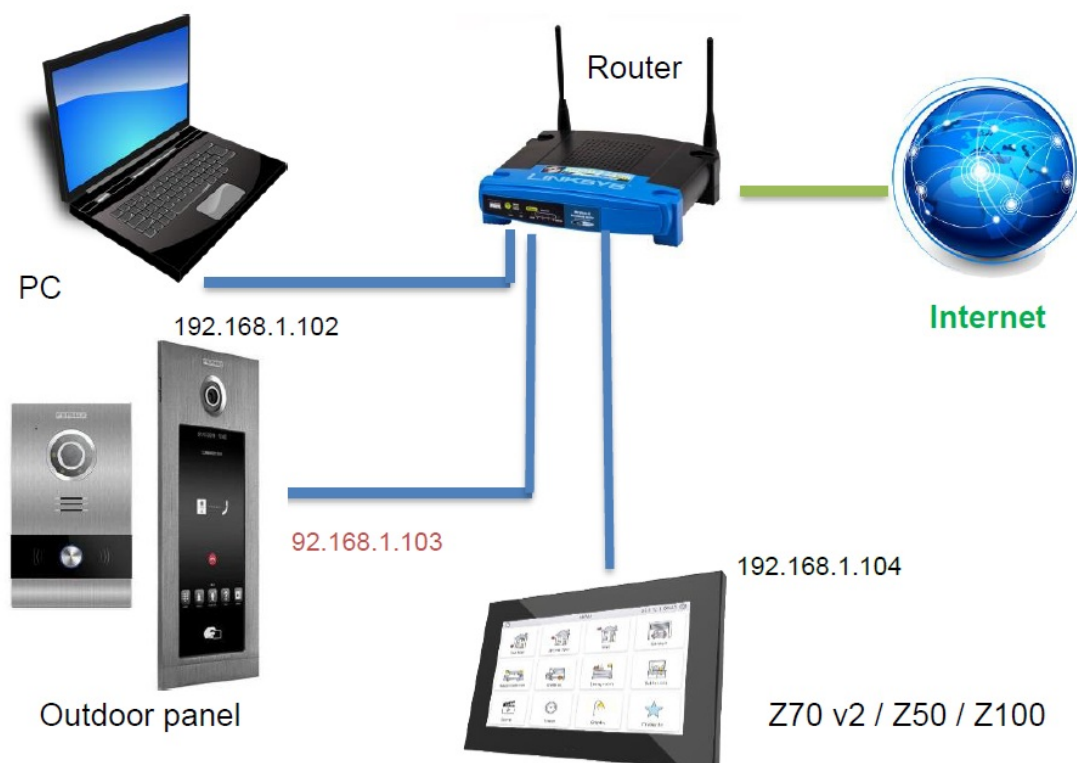 Router
LINKSYS
PC
Internet
192.168.1.102
92.168.1.103
192.168.1.104
Outdoor panel
Z70 v2 / Z50 / Z100